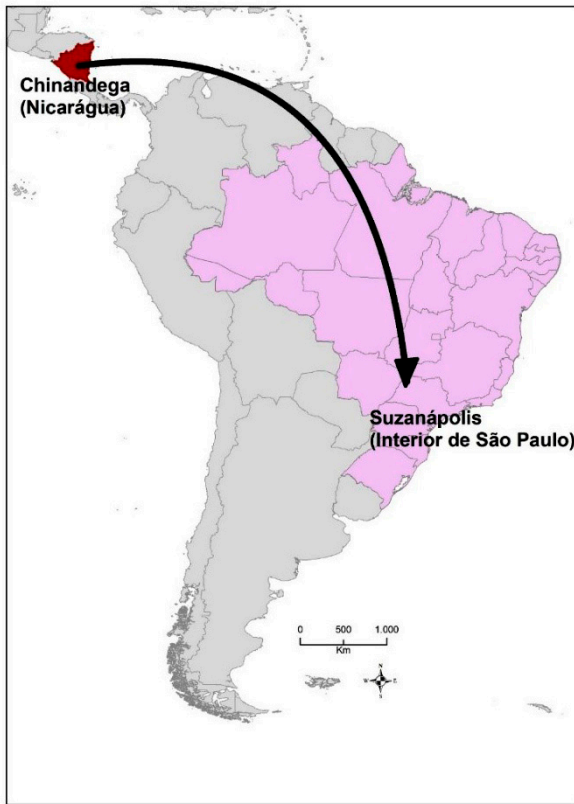 Chinandega
(Nicarágua)
Suzanápolis
(Interior de São Paulo)
0 500 1.000
Km
N
W E
S